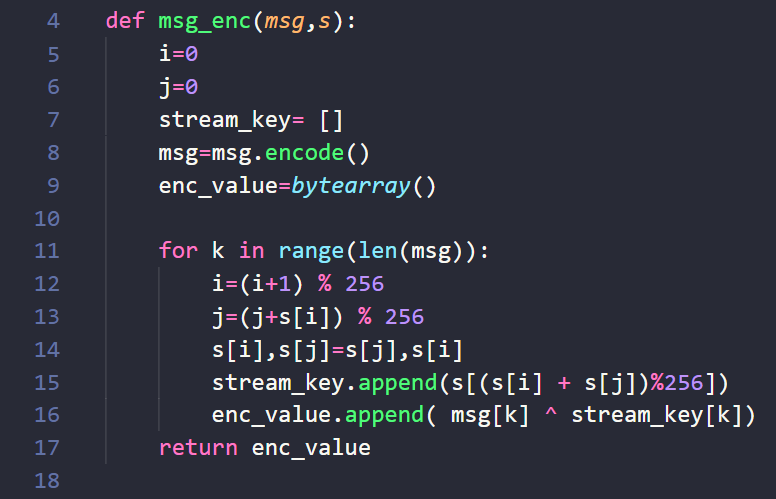 4 def msg_enc(msg,s):
5     i=0
6     j=0
7     stream_key= []
8     msg=msg.encode()
9     enc_value=bytearray()
10
11     for k in range(len(msg)):
12         i=(i+1) % 256
13         j=(j+s[i]) % 256
14         s[i],s[j]=s[j],s[i]
15         stream_key.append(s[(s[i] + s[j])%256])
16         enc_value.append( msg[k] ^ stream_key[k])
17     return enc_value
18